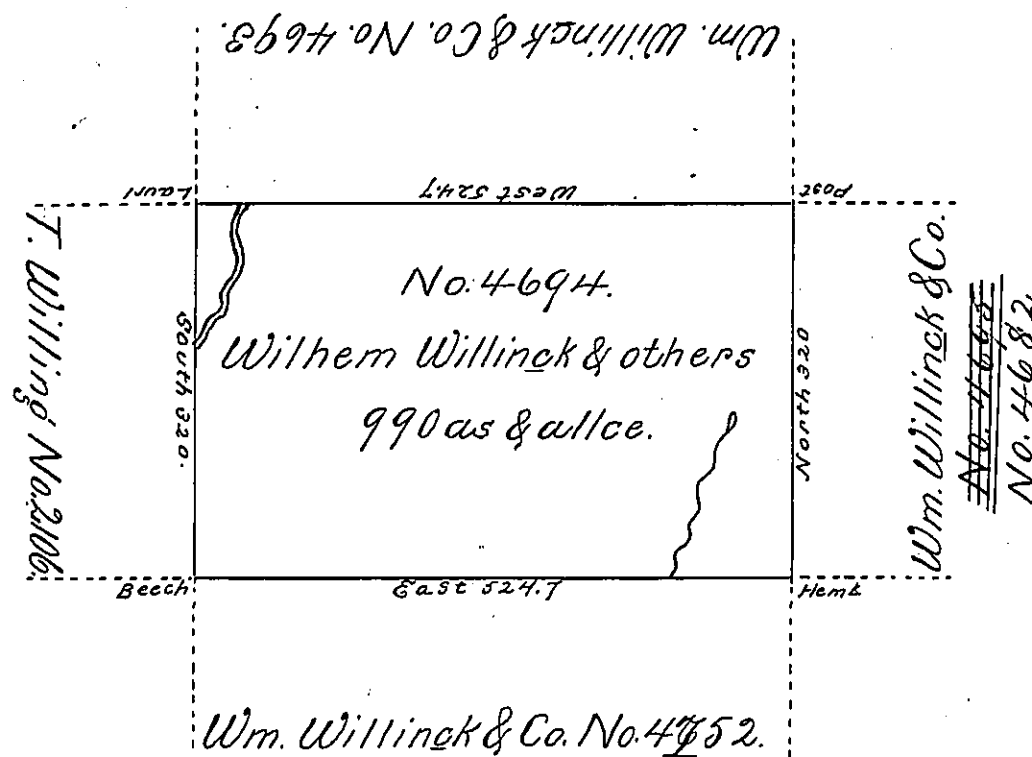 Wm. Willinck & Co. No. 4693.
Laurl
West 524.7
Post
T. Willing No. 2106.
South 320.
No. 4694.
Wilhem Willinck & others
990 as & allce.
North 320
Wm. Willinck & Co.
No. 4665
No. 4682.
Beech
East 524.7
Hemk
Wm. Willinck & Co. No. 4752.